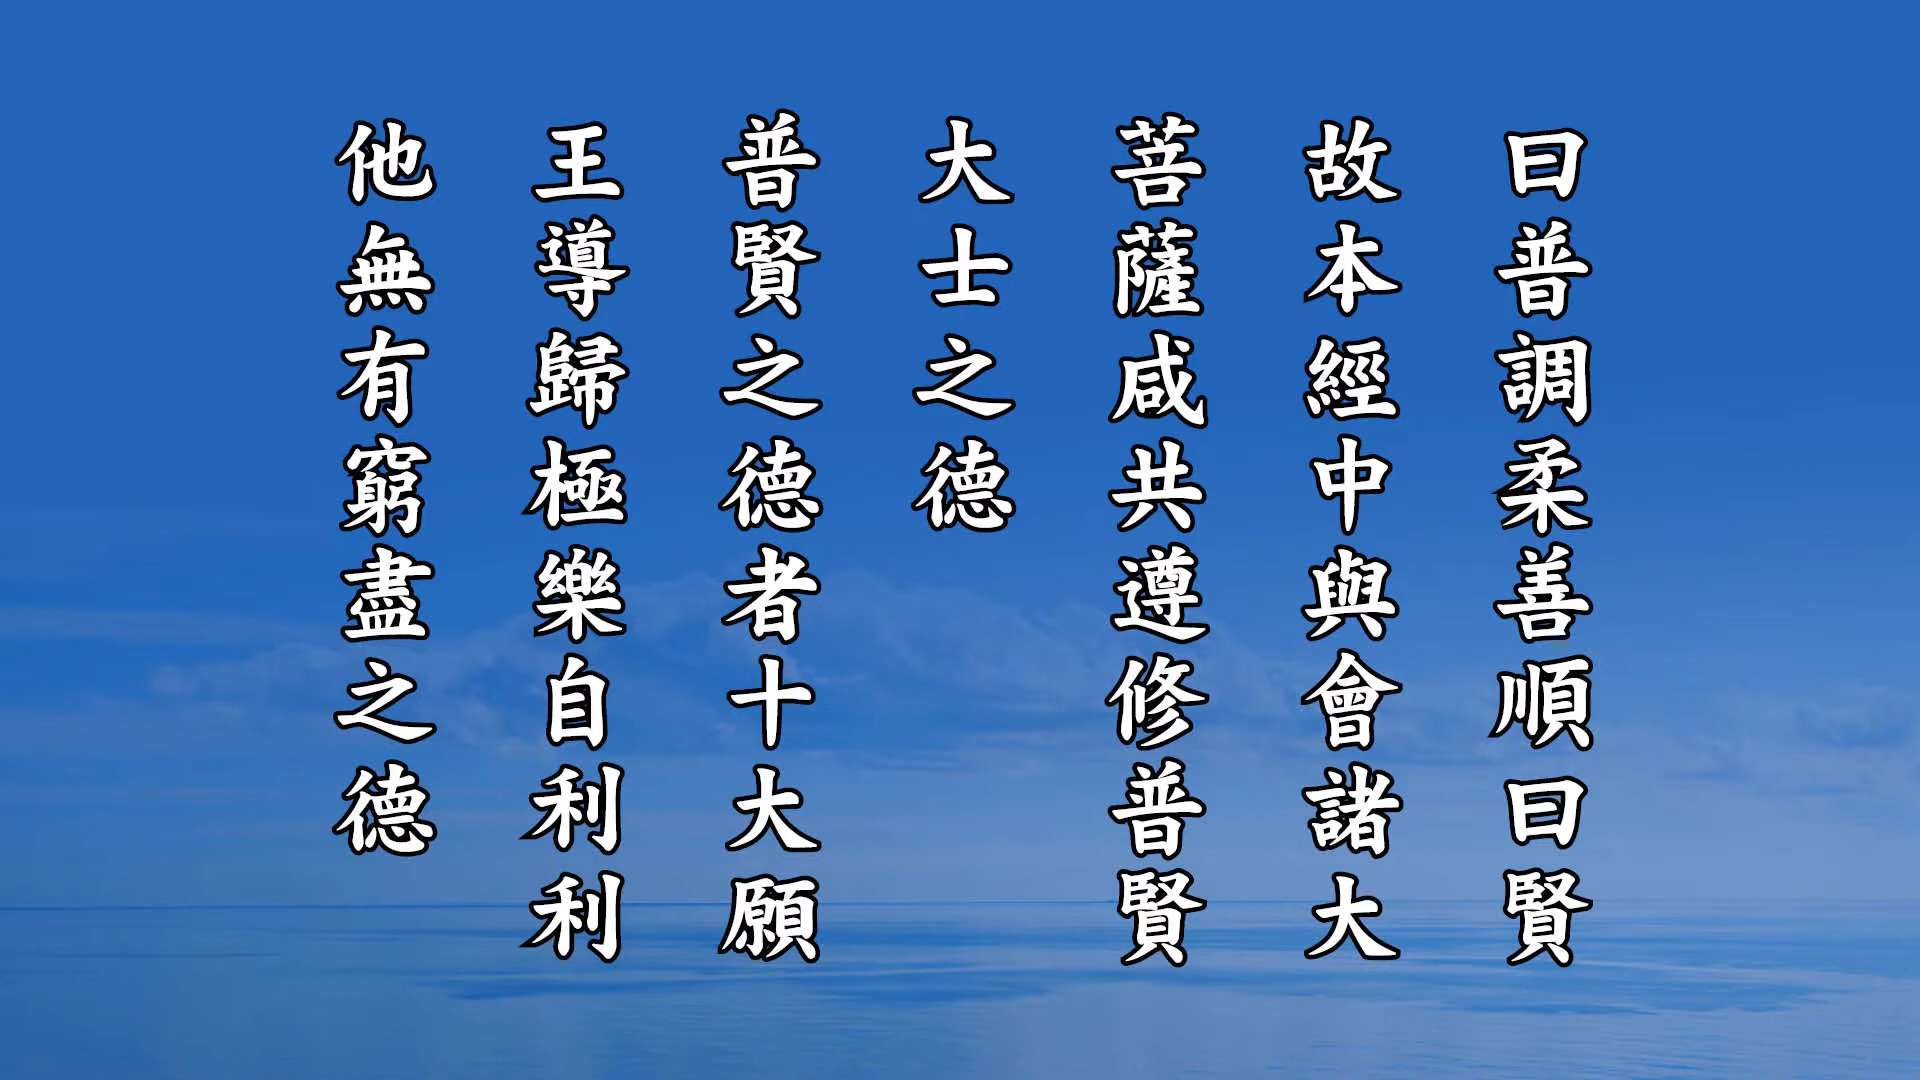 曰普調柔善順曰賢
故本經中與會諸大
菩薩咸共遵修普賢
大士之德
普賢之德者十大願
王導歸極樂自利利
他無有窮盡之德